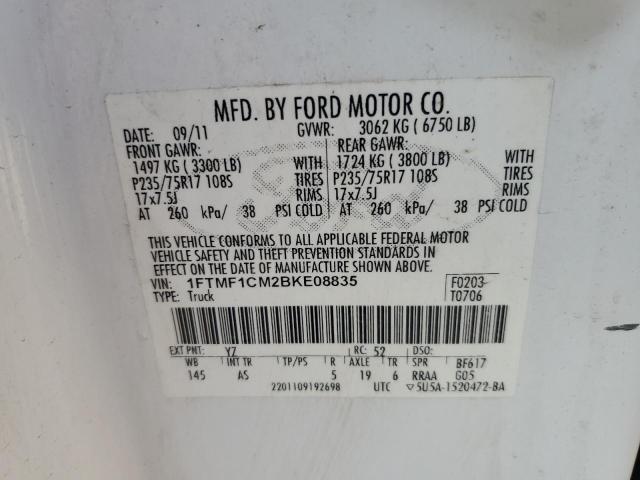 MFD. BY FORD MOTOR CO.
DATE: 09/11 GVWR: 3062 KG ( 6750 LB)
FRONT GAWR: REAR GAWR:
1497 KG ( 3300 LB) WITH 1724 KG ( 3800 LB) WITH
P235/75R17 108S TIRES P235/75R17 108S TIRES
17x7.5J RIMS 17x7.5J RIMS
AT 260 kPa/ 38 PSI COLD AT 260 kPa/ 38 PSI COLD
THIS VEHICLE CONFORMS TO ALL APPLICABLE FEDERAL MOTOR
VEHICLE SAFETY AND THEFT PREVENTION STANDARDS IN
EFFECT ON THE DATE OF MANUFACTURE SHOWN ABOVE.
VIN: 1FTMF1CM2BKE08835 F0203
TYPE: Truck T0706
EXT PNT: YZ RC: 52 DSO:
WB INT TR TP/PS R AXLE TR SPR BF617
145 AS 5 19 6 RRAA G05
2201109192698 UTC ▽5U5A-1520472-BA